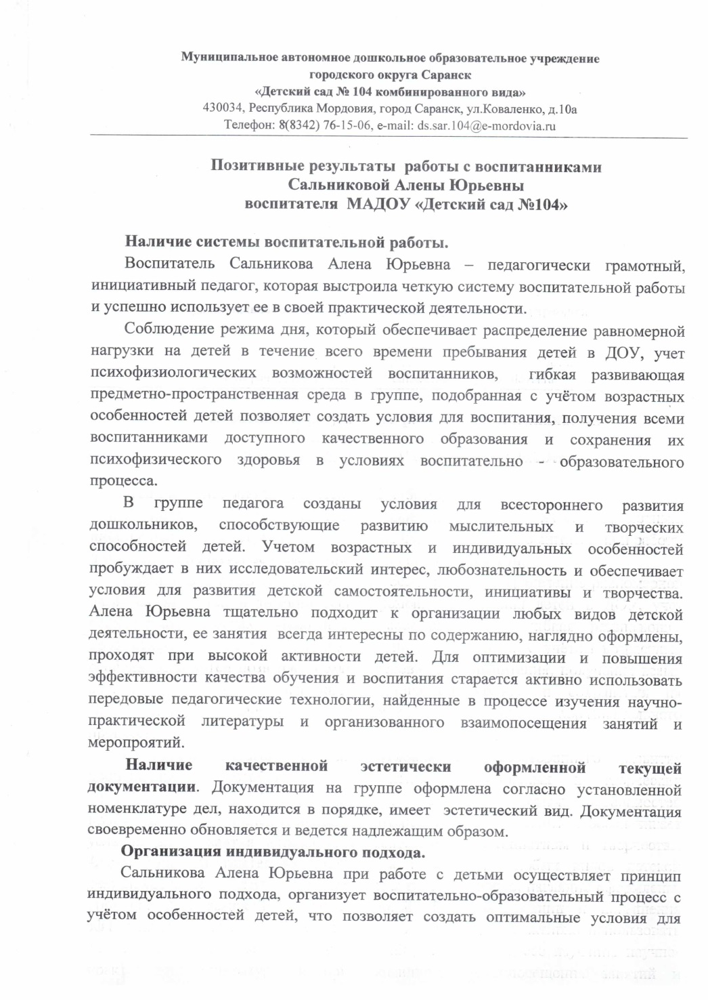 Муниципальное автономное дошкольное образовательное учреждение
городского округа Саранск
«Детский сад № 104 комбинированного вида»
430034, Республика Мордовия, город Саранск, ул.Коваленко, д.10а
Телефон: 8(8342) 76-15-06, e-mail: ds.sar.104@e-mordovia.ru
Позитивные результаты работы с воспитанниками
Сальниковой Алены Юрьевны
воспитателя МАДОУ «Детский сад №104»
Наличие системы воспитательной работы.
Воспитатель Сальникова Алена Юрьевна – педагогически грамотный,
инициативный педагог, которая выстроила четкую систему воспитательной работы
и успешно использует ее в своей практической деятельности.
Соблюдение режима дня, который обеспечивает распределение равномерной
нагрузки на детей в течение всего времени пребывания детей в ДОУ, учет
психофизиологических возможностей воспитанников, гибкая развивающая
предметно-пространственная среда в группе, подобранная с учётом возрастных
особенностей детей позволяет создать условия для воспитания, получения всеми
воспитанниками доступного качественного образования и сохранения их
психофизического здоровья в условиях воспитательно - образовательного
процесса.
В группе педагога созданы условия для всестороннего развития
дошкольников, способствующие развитию мыслительных и творческих
способностей детей. Учетом возрастных и индивидуальных особенностей
пробуждает в них исследовательский интерес, любознательность и обеспечивает
условия для развития детской самостоятельности, инициативы и творчества.
Алена Юрьевна тщательно подходит к организации любых видов детской
деятельности, ее занятия всегда интересны по содержанию, наглядно оформлены,
проходят при высокой активности детей. Для оптимизации и повышения
эффективности качества обучения и воспитания старается активно использовать
передовые педагогические технологии, найденные в процессе изучения научно-
практической литературы и организованного взаимопосещения занятий и
меропроятий.
Наличие качественной эстетически оформленной текущей
документации. Документация на группе оформлена согласно установленной
номенклатуре дел, находится в порядке, имеет эстетический вид. Документация
своевременно обновляется и ведется надлежащим образом.
Организация индивидуального подхода.
Сальникова Алена Юрьевна при работе с детьми осуществляет принцип
индивидуального подхода, организует воспитательно-образовательный процесс с
учётом особенностей детей, что позволяет создать оптимальные условия для